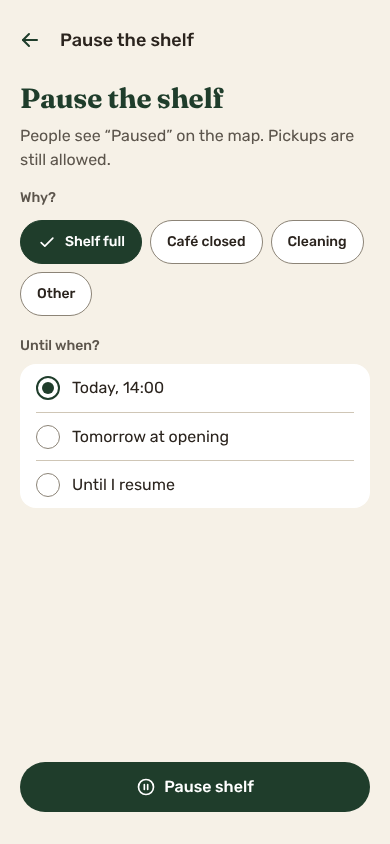 Pause the shelf
Pause the shelf
People see “Paused” on the map. Pickups are
still allowed.
Why?
Shelf full
Café closed
Cleaning
Other
Until when?
Today, 14:00
Tomorrow at opening
Until I resume
Pause shelf